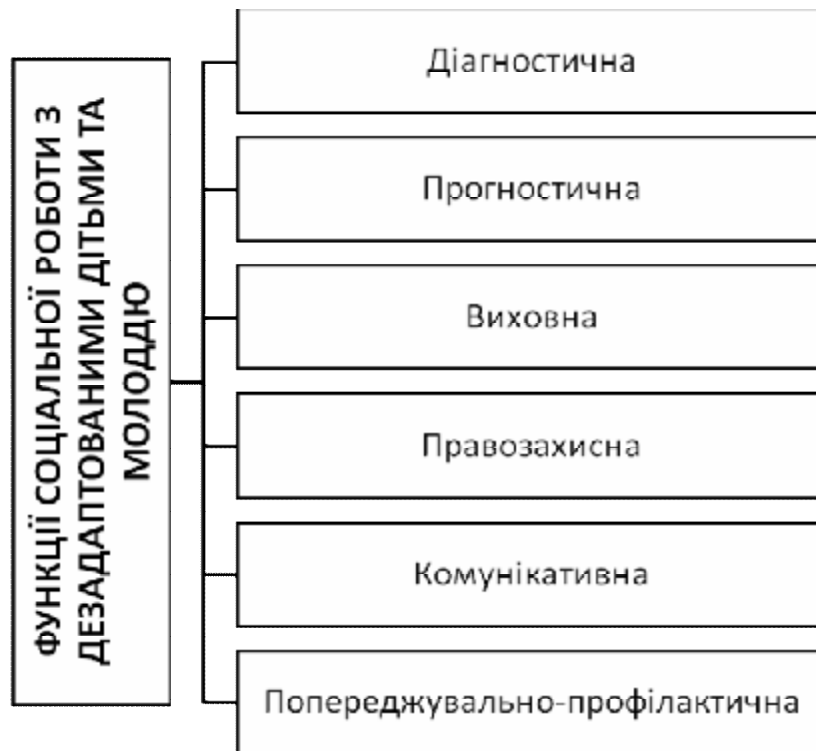 ФУНКЦІЇ СОЦІАЛЬНОЇ РОБОТИ З
ДЕЗАДАПТОВАНИМИ ДІТЬМИ ТА
МОЛОДДЮ
Діагностична
Прогностична
Виховна
Правозахисна
Комунікативна
Попереджувально-профілактична